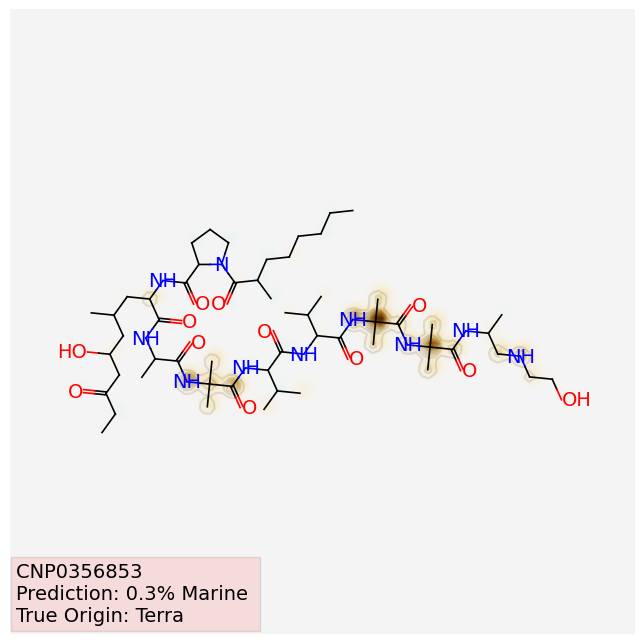 N
NH
O
O
NH
O
NH
O
HO
NH
O
O
NH
NH
O
O
NH
O
NH
O
NH
O
NH
O
NH
OH
CNP0356853
Prediction: 0.3% Marine
True Origin: Terra